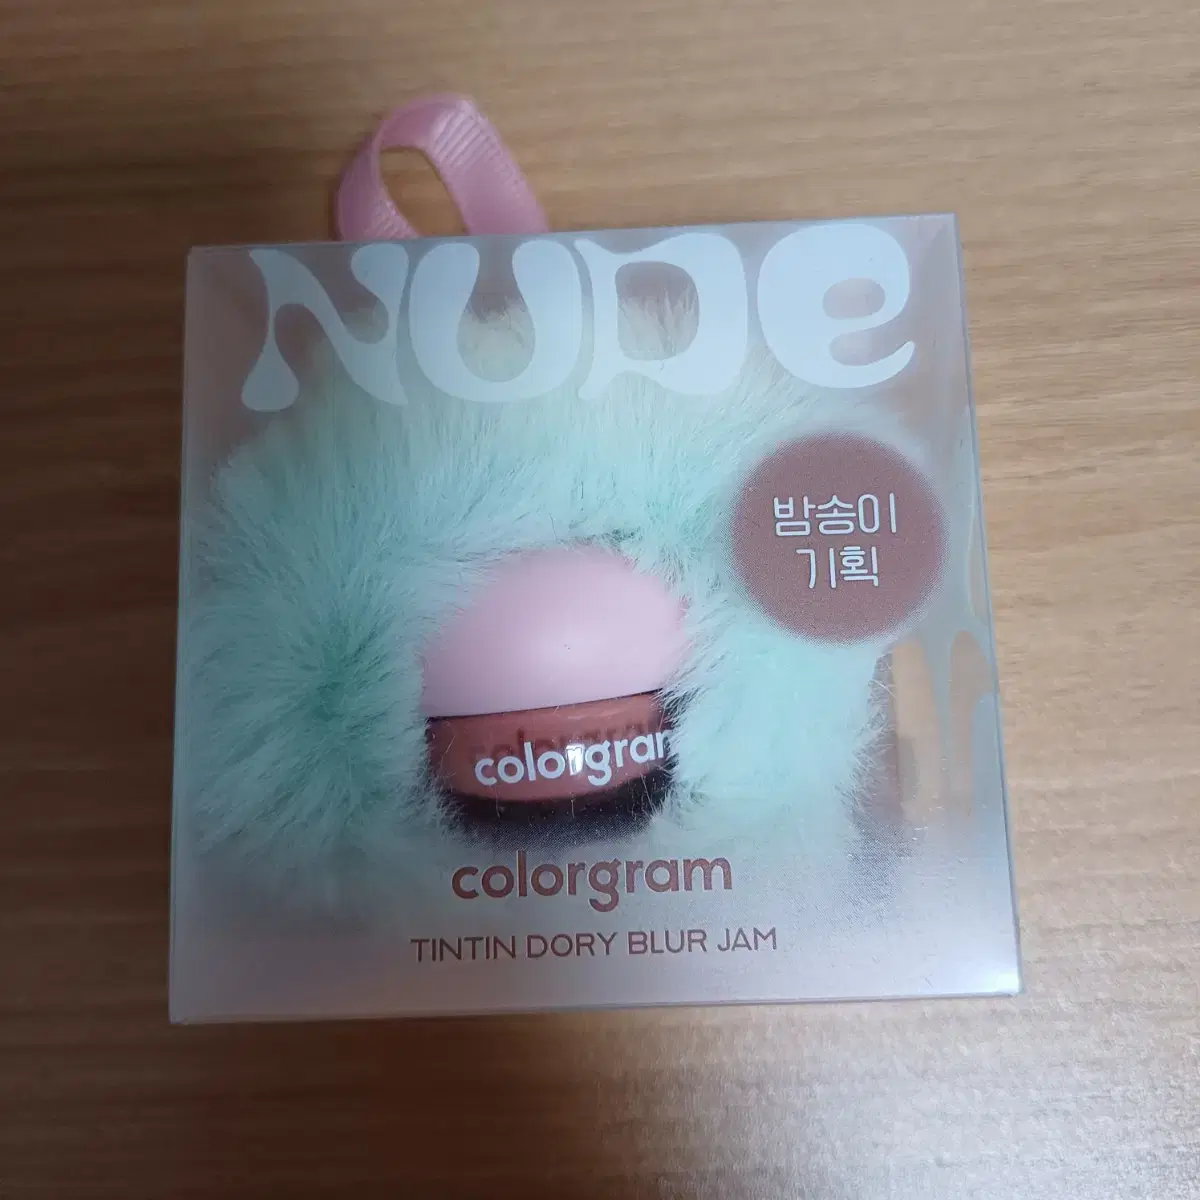 NUDE
밤송이
기획
colorgram
colorgram
TINTIN DORY BLUR JAM